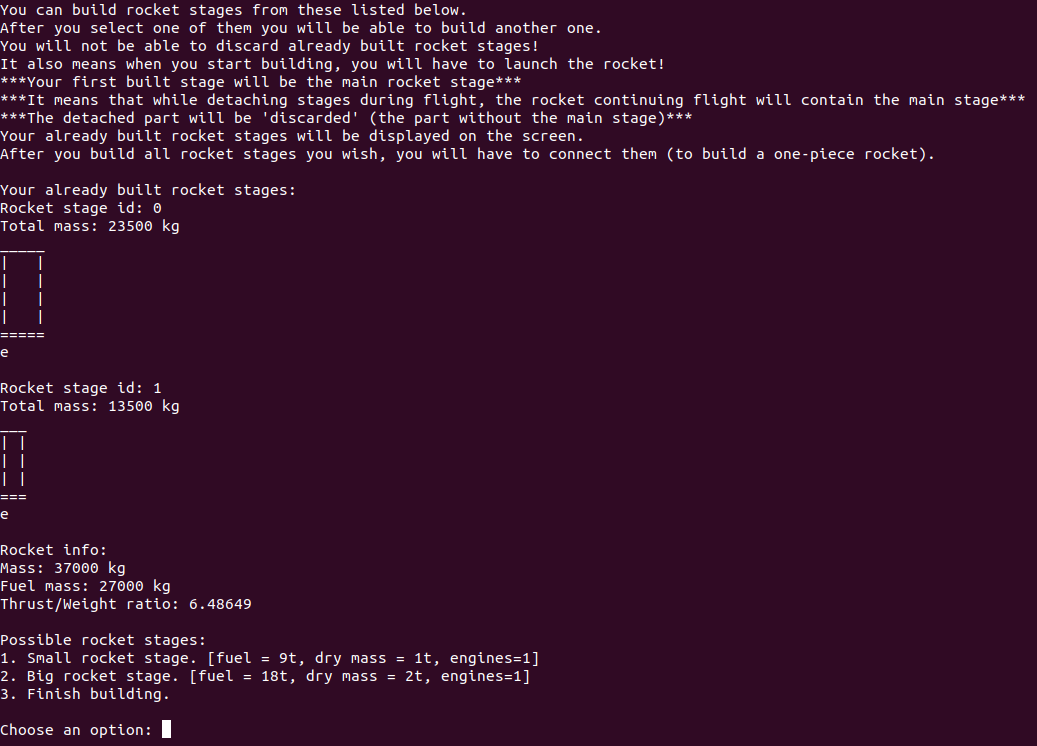 You can build rocket stages from these listed below.
After you select one of them you will be able to build another one.
You will not be able to discard already built rocket stages!
It also means when you start building, you will have to launch the rocket!
***Your first built stage will be the main rocket stage***
***It means that while detaching stages during flight, the rocket continuing flight will contain the main stage***
***The detached part will be 'discarded' (the part without the main stage)***
Your already built rocket stages will be displayed on the screen.
After you build all rocket stages you wish, you will have to connect them (to build a one-piece rocket).

Your already built rocket stages:
Rocket stage id: 0
Total mass: 23500 kg
_____
|   |
|   |
|   |
|   |
=====
e

Rocket stage id: 1
Total mass: 13500 kg
___
| |
| |
| |
===
e

Rocket info:
Mass: 37000 kg
Fuel mass: 27000 kg
Thrust/Weight ratio: 6.48649

Possible rocket stages:
1. Small rocket stage. [fuel = 9t, dry mass = 1t, engines=1]
2. Big rocket stage. [fuel = 18t, dry mass = 2t, engines=1]
3. Finish building.

Choose an option: